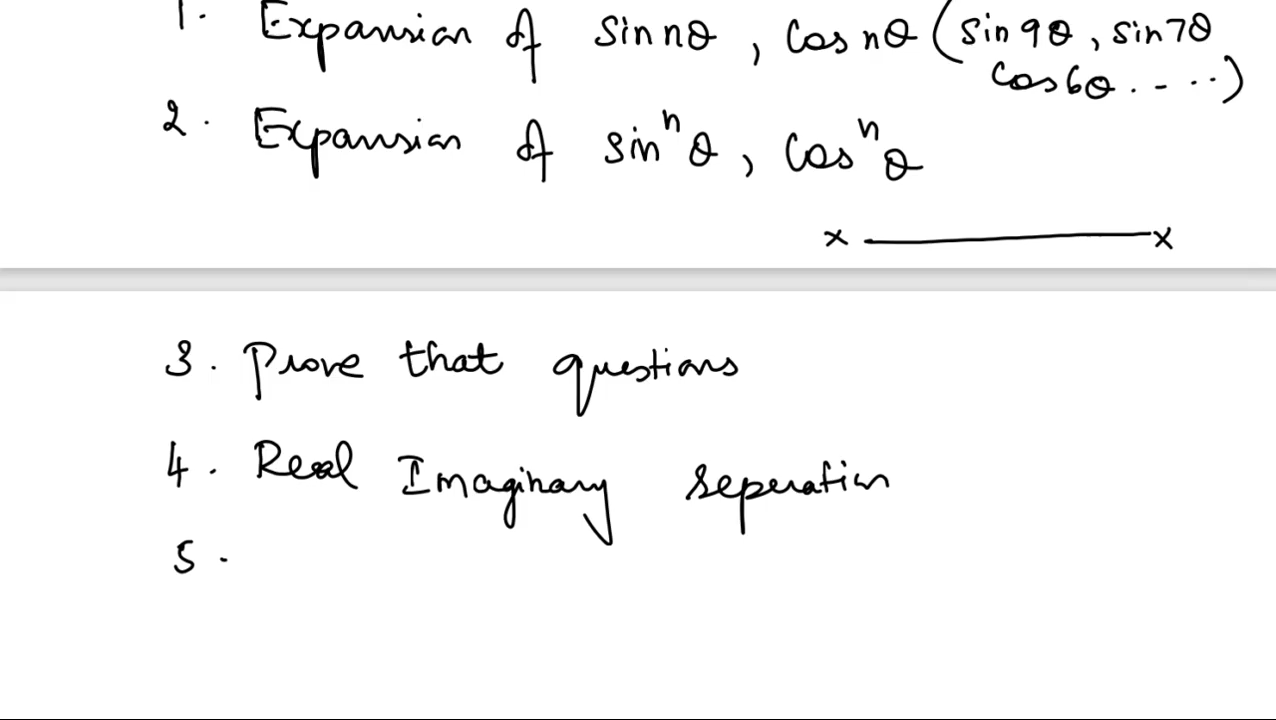 1. Expansion of sin nθ, cos nθ (sin 9θ, sin 7θ
cos 6θ.....)
2. Expansion of sinⁿθ, cosⁿθ
x x
3. Prove that questions
4. Real Imaginary seperation
5.